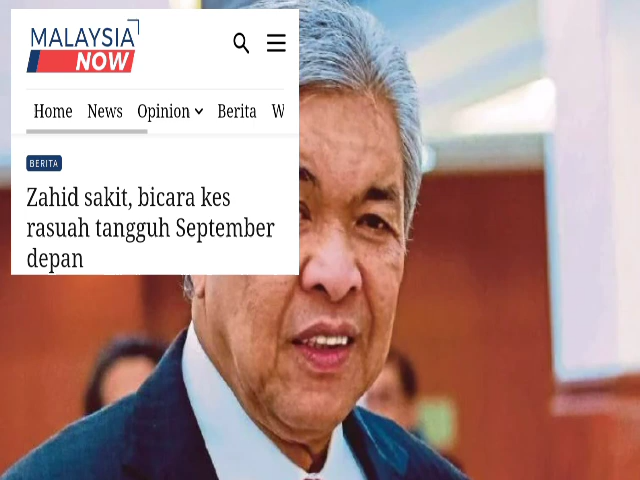 MALAYSIA
NOW
Home News Opinion Berita W
BERITA
Zahid sakit, bicara kes
rasuah tangguh September
depan